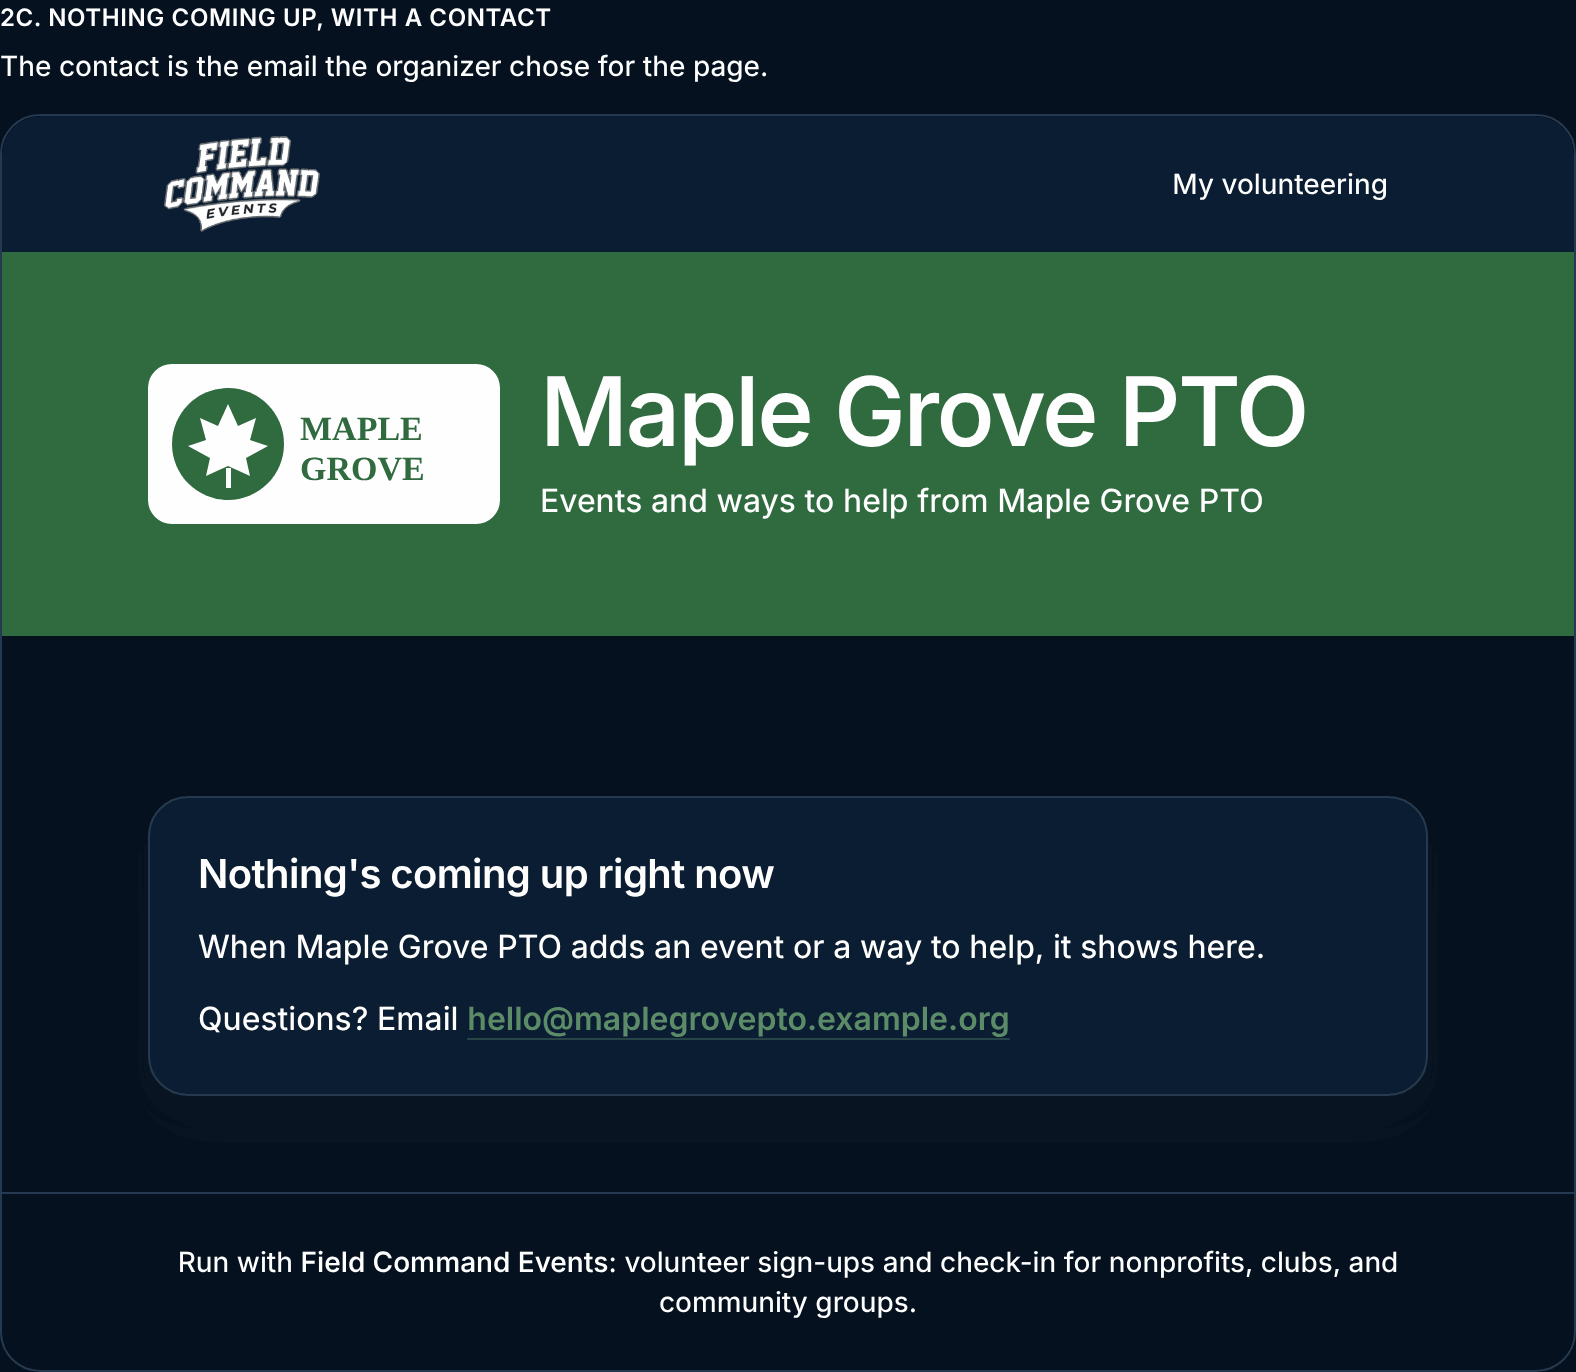 2C. NOTHING COMING UP, WITH A CONTACT
The contact is the email the organizer chose for the page.
FIELD
COMMAND
EVENTS
My volunteering
MAPLE
GROVE
Maple Grove PTO
Events and ways to help from Maple Grove PTO
Nothing's coming up right now
When Maple Grove PTO adds an event or a way to help, it shows here.
Questions? Email hello@maplegrovepto.example.org
Run with Field Command Events: volunteer sign-ups and check-in for nonprofits, clubs, and
community groups.